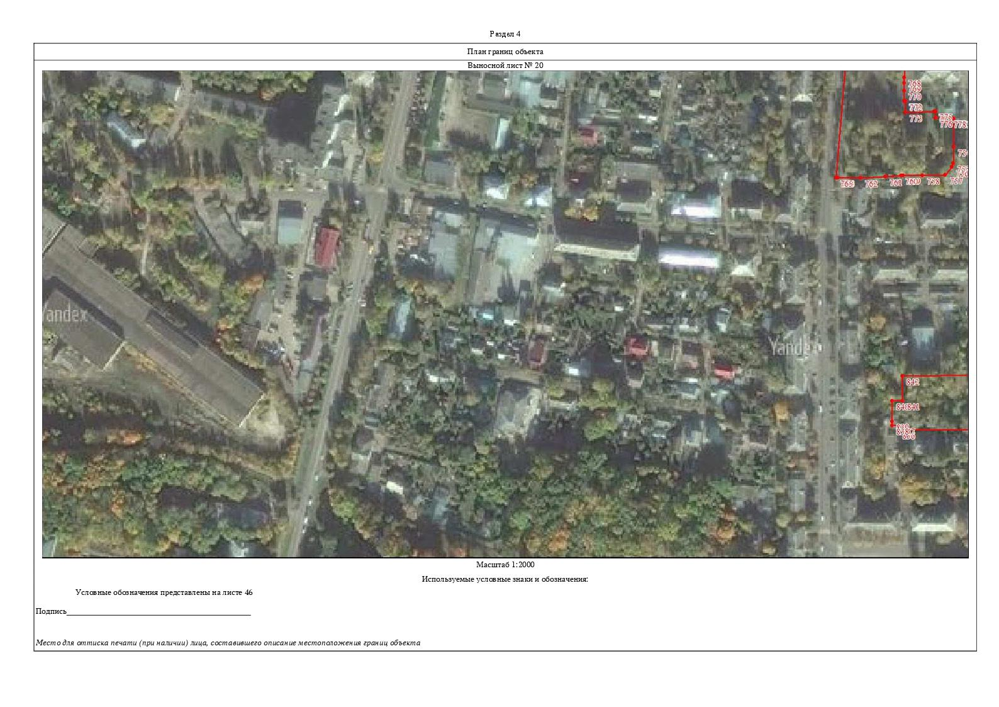 Раздел 4
План границ объекта
Выносной лист № 20
768
769
770
772
773
775
776
778
765
762
761
760
758
757
Yandex
Yandex
842
840
841
836
Масштаб 1:2000
Используемые условные знаки и обозначения:
Условные обозначения представлены на листе 46
Подпись
Место для оттиска печати (при наличии) лица, составившего описание местоположения границ объекта